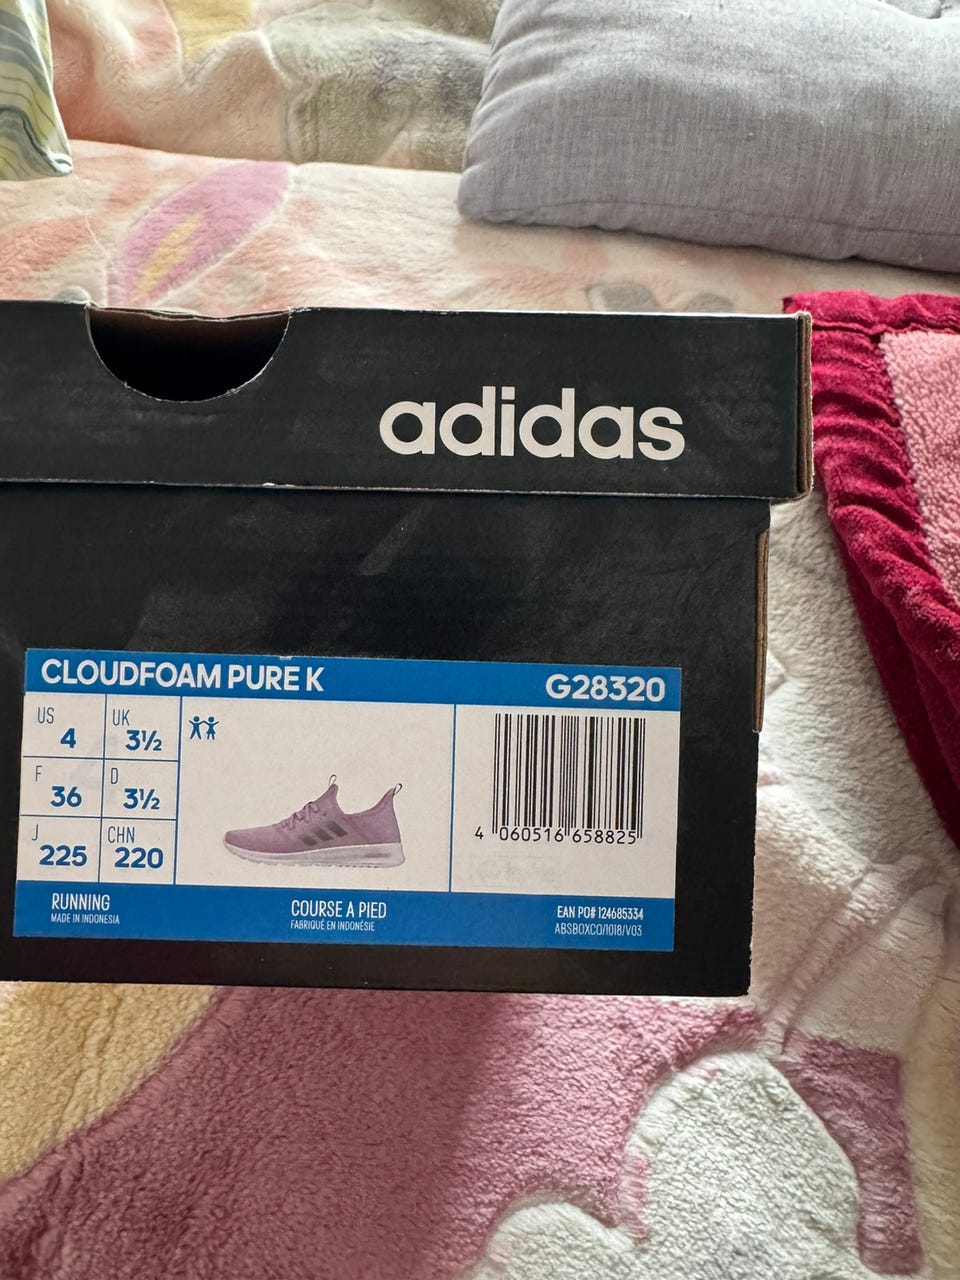 adidas
CLOUDFOAM PURE K G28320
US UK
4 3½
F D
36 3½
J CHN
225 220
4 060516 658825
RUNNING
MADE IN INDONESIA
COURSE A PIED
FABRIQUÉ EN INDONÉSIE
EAN PO# 124685334
ABSBOXCO/1018/V03